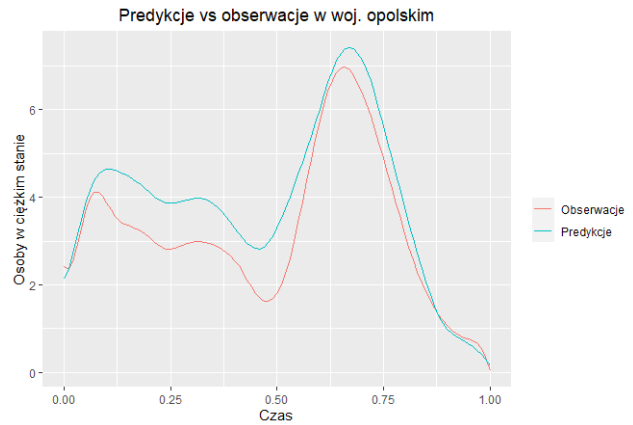 Predykcje vs obserwacje w woj. opolskim
Osoby w ciężkim stanie
6
4
2
0
0.00
0.25
0.50
0.75
1.00
Czas
Obserwacje
Predykcje